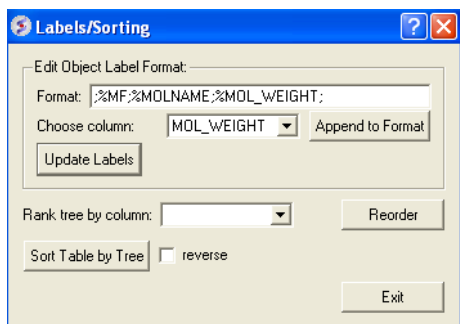 Labels/Sorting
Edit Object Label Format:
Format: ;%MF;%MOLNAME;%MOL_WEIGHT;
Choose column: MOL_WEIGHT Append to Format
Update Labels
Rank tree by column: Reorder
Sort Table by Tree reverse
Exit